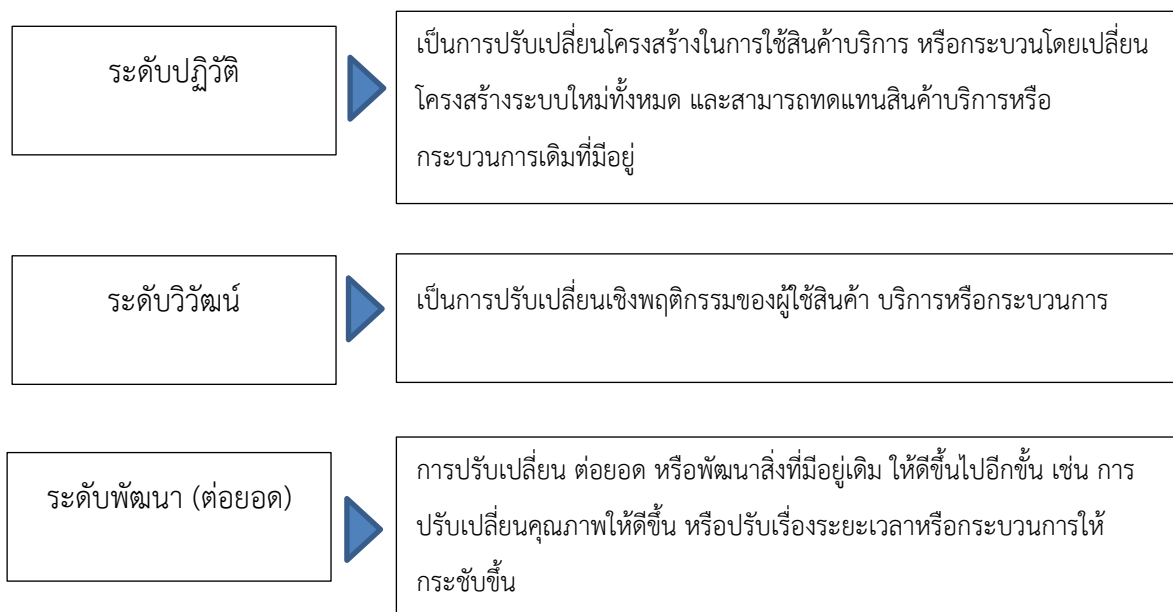 ระดับปฏิวัติ
เป็นการปรับเปลี่ยนโครงสร้างในการใช้สินค้าบริการ หรือกระบวนโดยเปลี่ยน
โครงสร้างระบบใหม่ทั้งหมด และสามารถทดแทนสินค้าบริการหรือ
กระบวนการเดิมที่มีอยู่
ระดับวิวัฒน์
เป็นการปรับเปลี่ยนเชิงพฤติกรรมของผู้ใช้สินค้า บริการหรือกระบวนการ
ระดับพัฒนา (ต่อยอด)
การปรับเปลี่ยน ต่อยอด หรือพัฒนาสิ่งที่มีอยู่เดิม ให้ดีขึ้นไปอีกขั้น เช่น การ
ปรับเปลี่ยนคุณภาพให้ดีขึ้น หรือปรับเรื่องระยะเวลาหรือกระบวนการให้
กระชับขึ้น